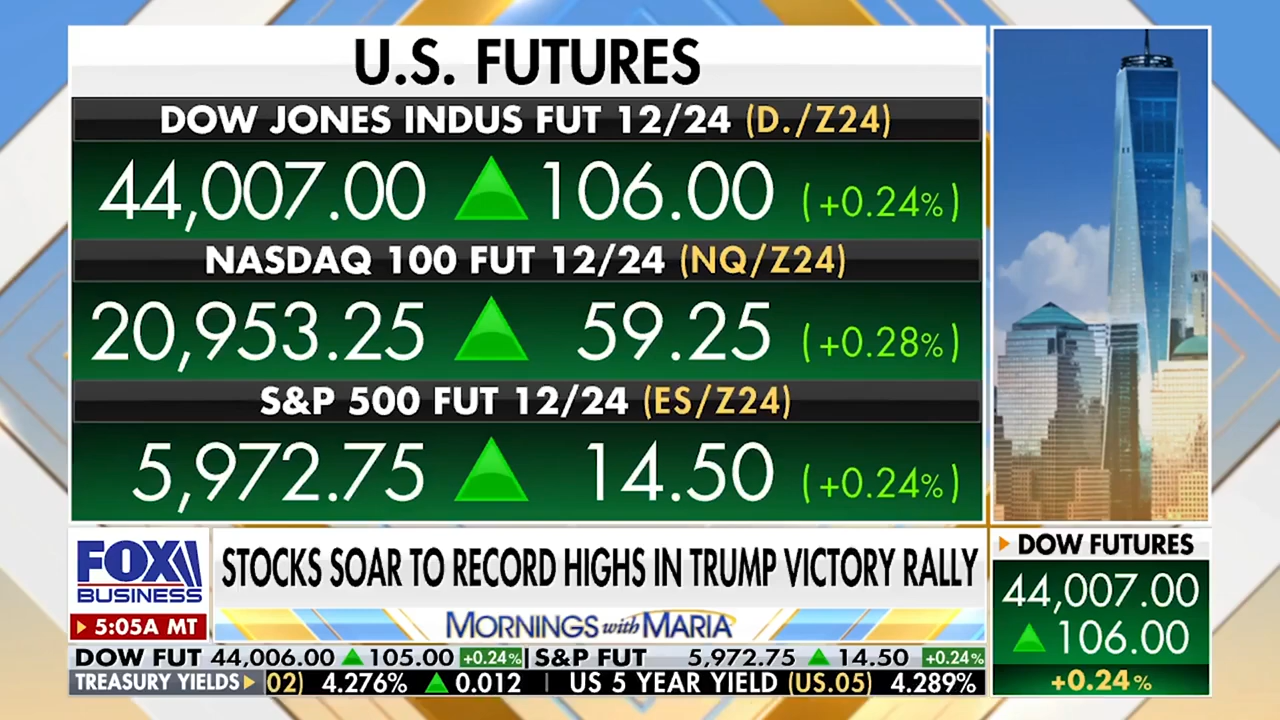 U.S. FUTURES
DOW JONES INDUS FUT 12/24 (D./Z24)
44,007.00 ▲ 106.00 (+0.24%)
NASDAQ 100 FUT 12/24 (NQ/Z24)
20,953.25 ▲ 59.25 (+0.28%)
S&P 500 FUT 12/24 (ES/Z24)
5,972.75 ▲ 14.50 (+0.24%)
FOX
BUSINESS
5:05A MT
STOCKS SOAR TO RECORD HIGHS IN TRUMP VICTORY RALLY
MORNINGS with MARIA
DOW FUTURES
44,007.00
▲ 106.00
+0.24%
DOW FUT 44,006.00 ▲ 105.00 +0.24% S&P FUT 5,972.75 ▲ 14.50 +0.24%
TREASURY YIELDS 02) 4.276% ▲ 0.012 | US 5 YEAR YIELD (US.05) 4.289%